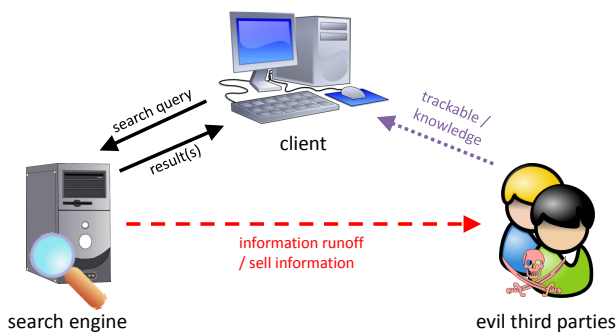 search query
result(s)
client
trackable /
knowledge
information runoff
/ sell information
search engine
evil third parties